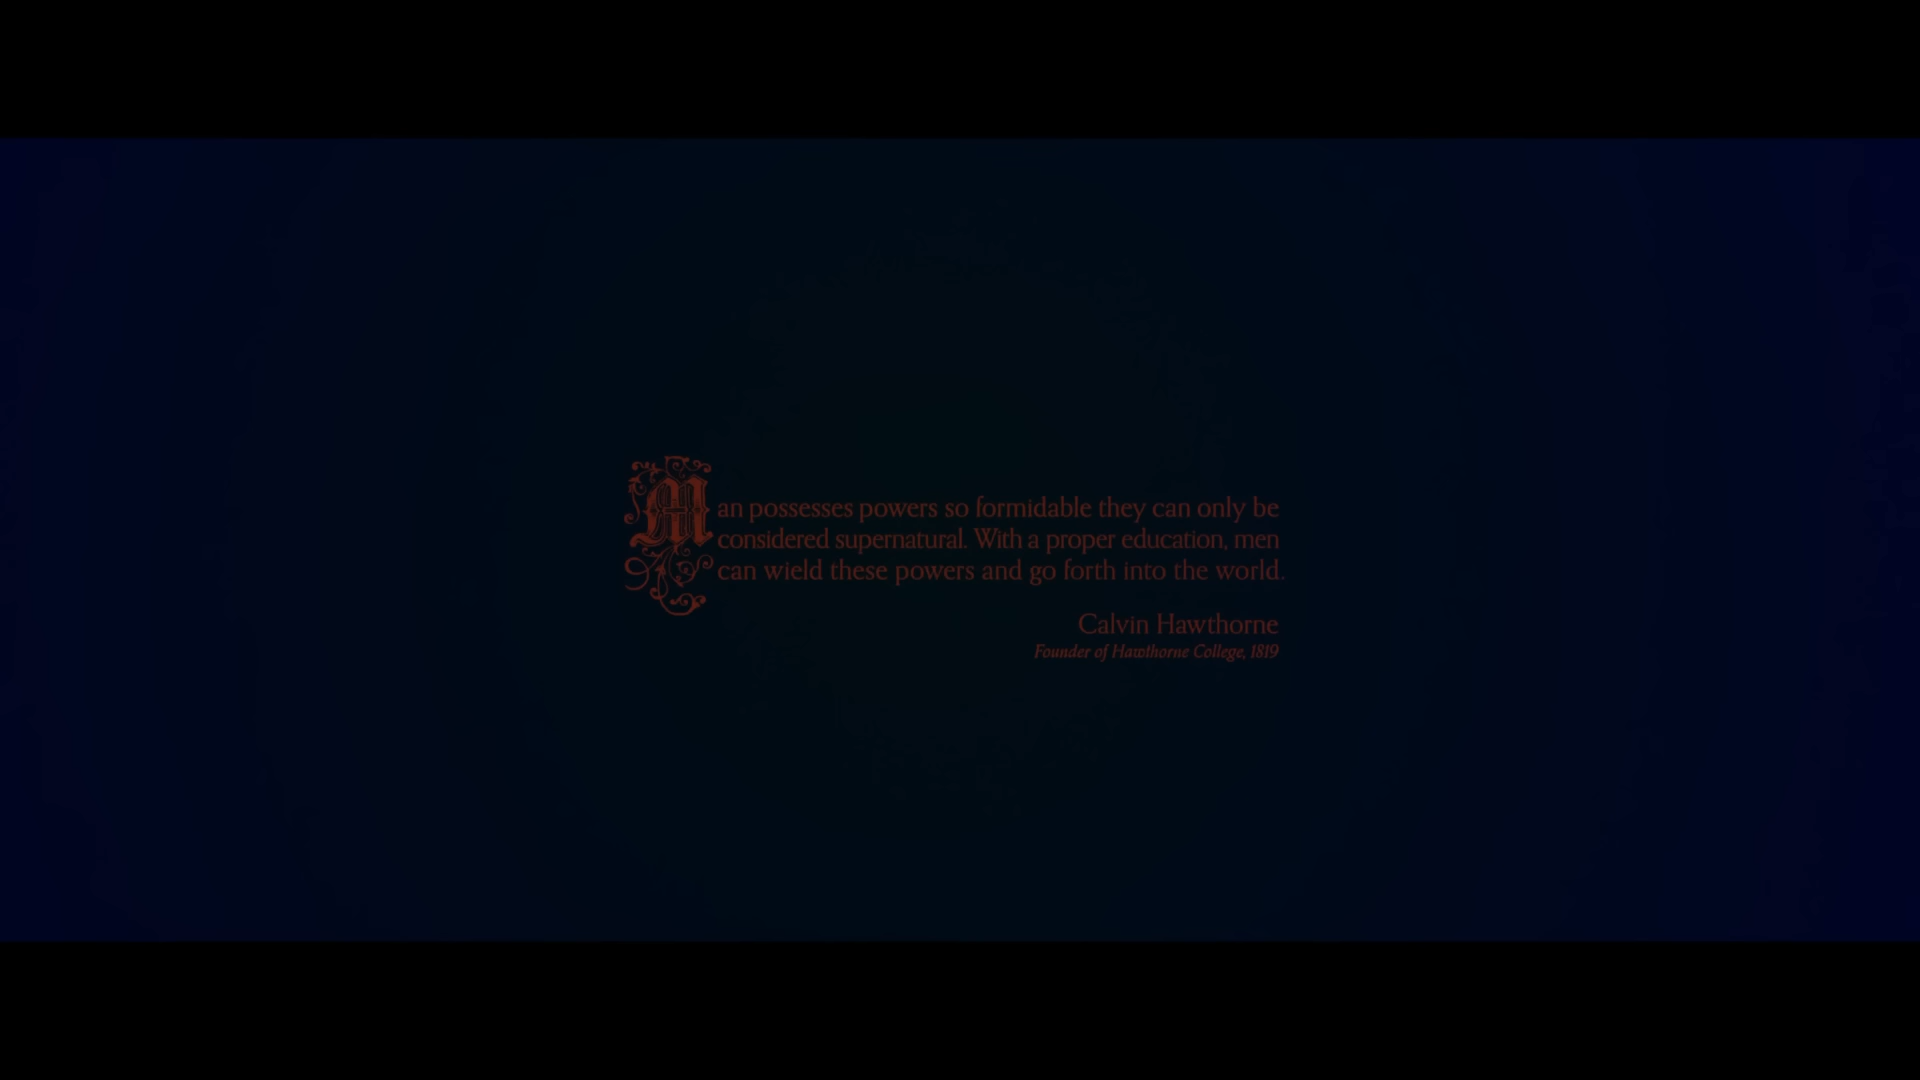 Man possesses powers so formidable they can only be
considered supernatural. With a proper education, men
can wield these powers and go forth into the world.
Calvin Hawthorne
Founder of Hawthorne College, 1819